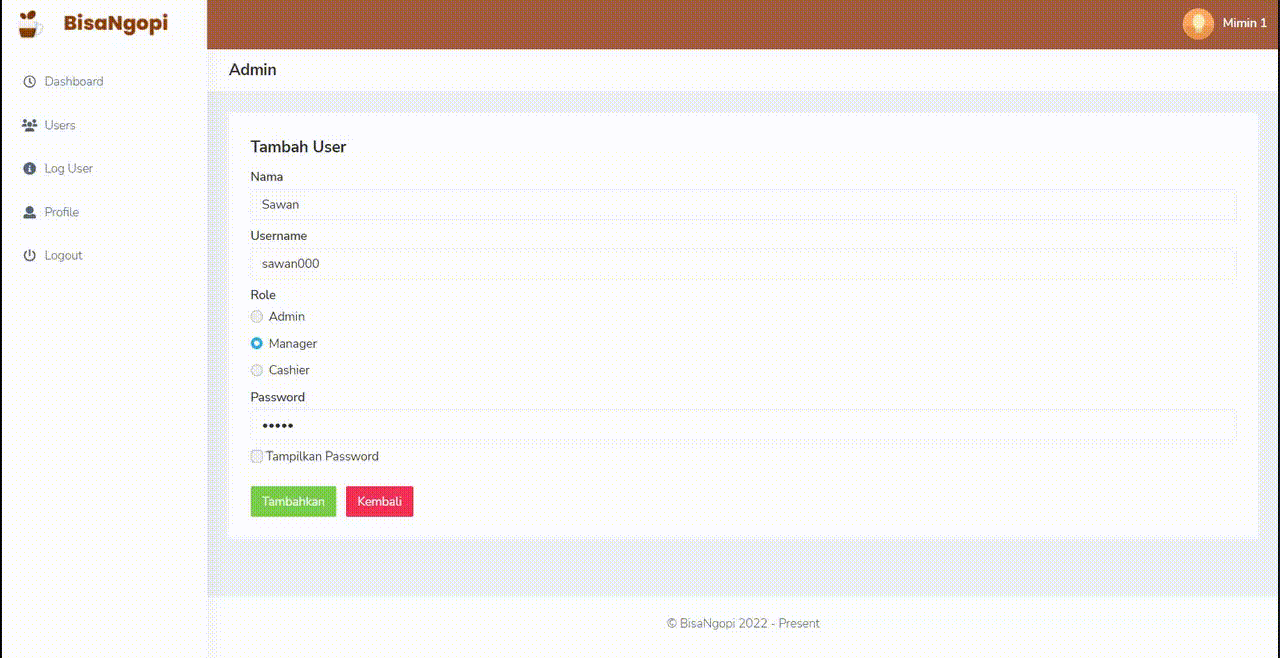 BisaNgopi
Mimin 1
Dashboard
Users
Log User
Profile
Logout
Admin
Tambah User
Nama
Sawan
Username
sawan000
Role
Admin
Manager
Cashier
Password
•••••
Tampilkan Password
Tambahkan Kembali
© BisaNgopi 2022 - Present